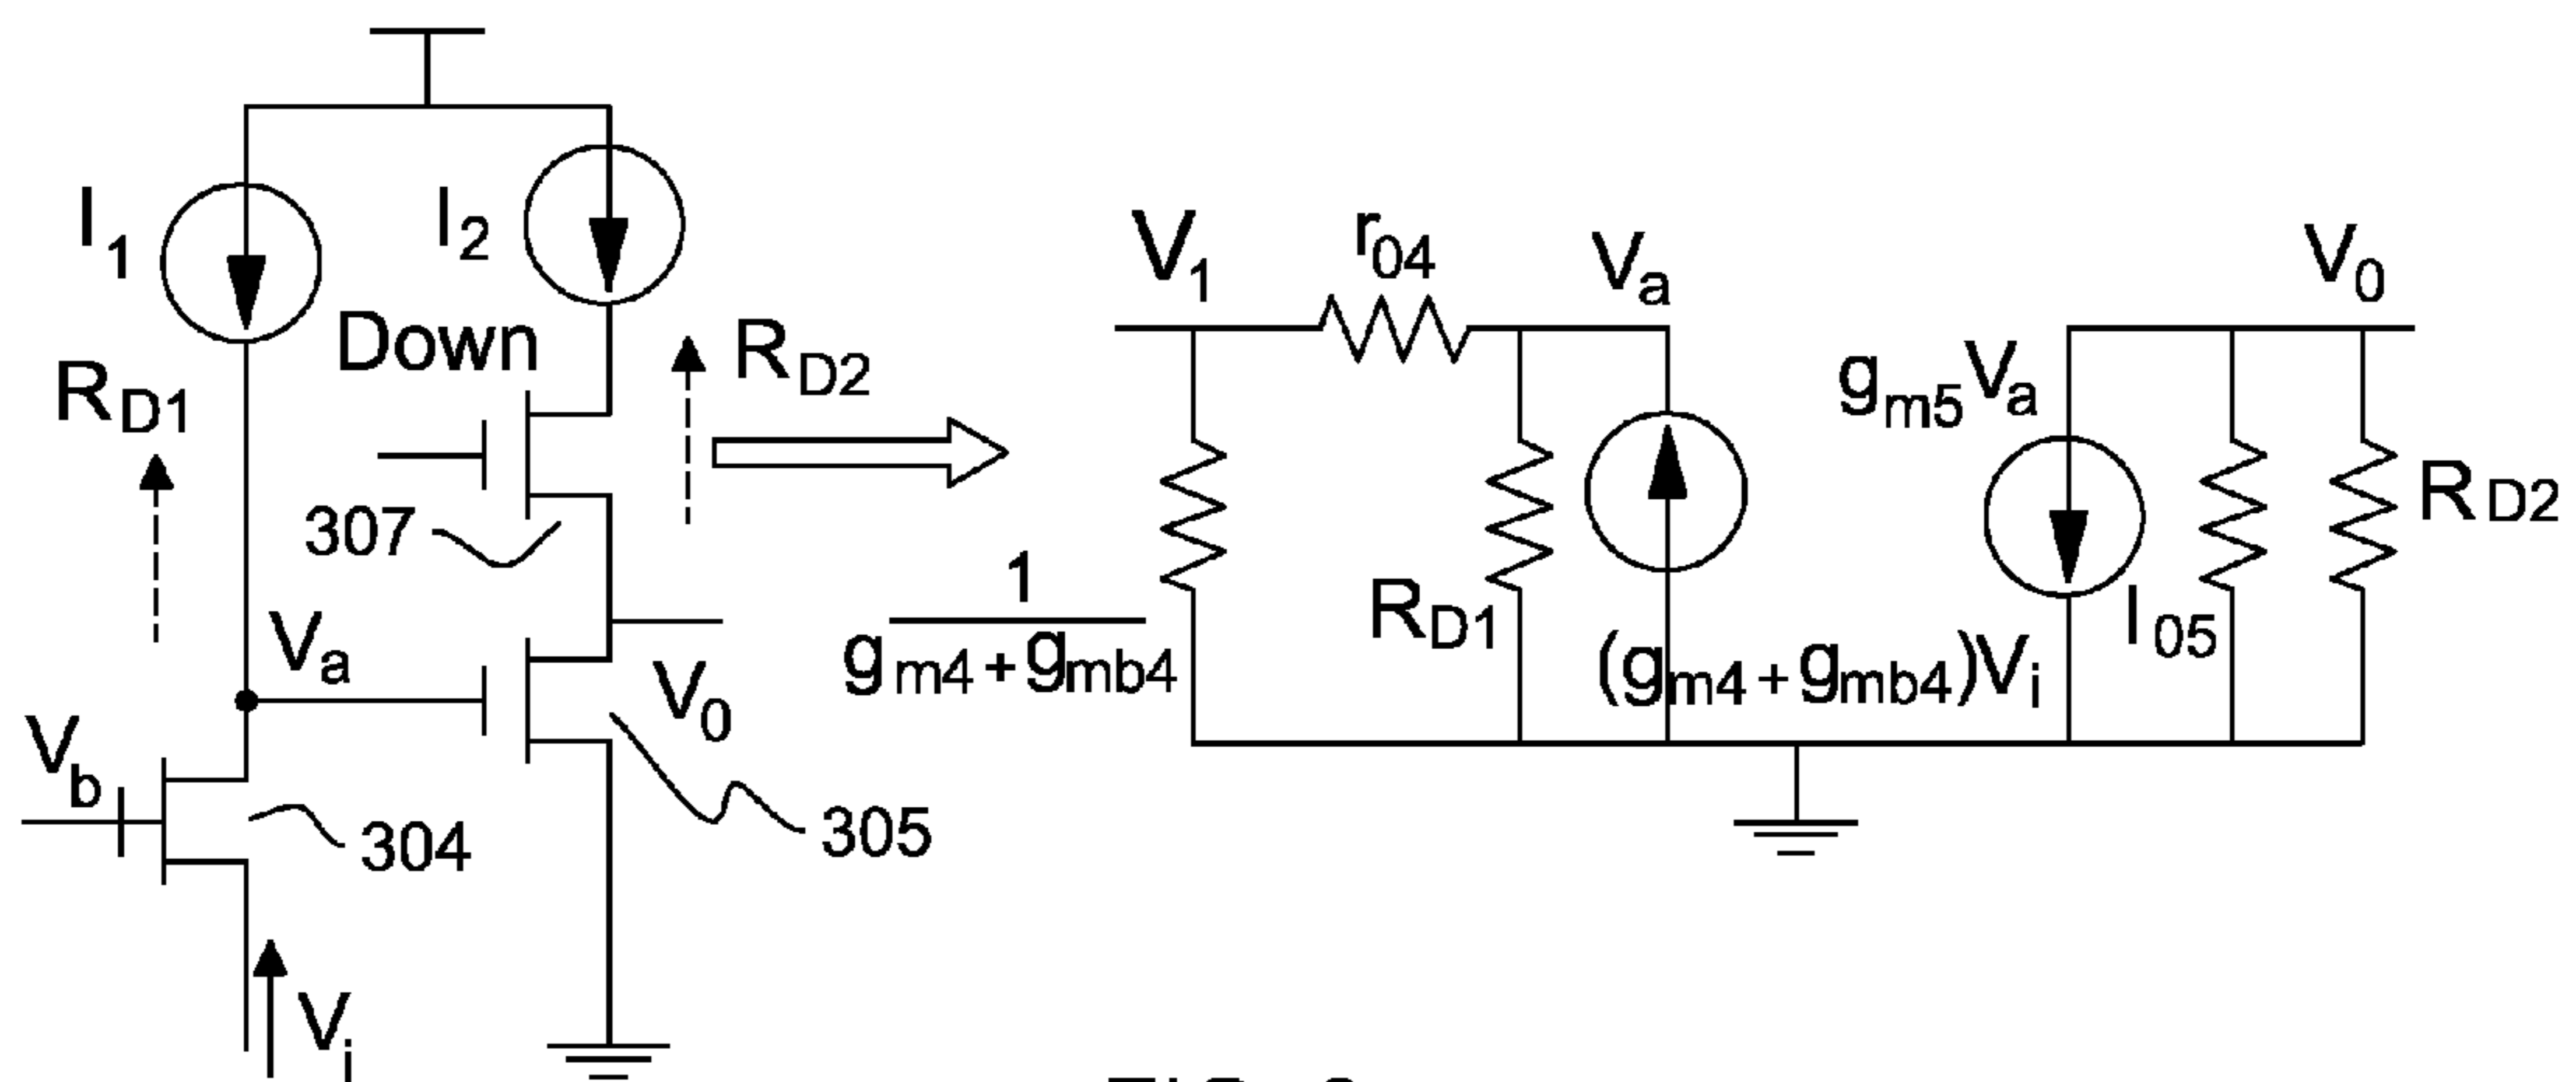 I1
I2
RD1
Down
RD2
307
Va
Vb
304
V0
305
Vi
V1
r04
Va
V0
1
gm4+gmb4
RD1
(gm4+gmb4)Vi
gm5Va
I05
RD2